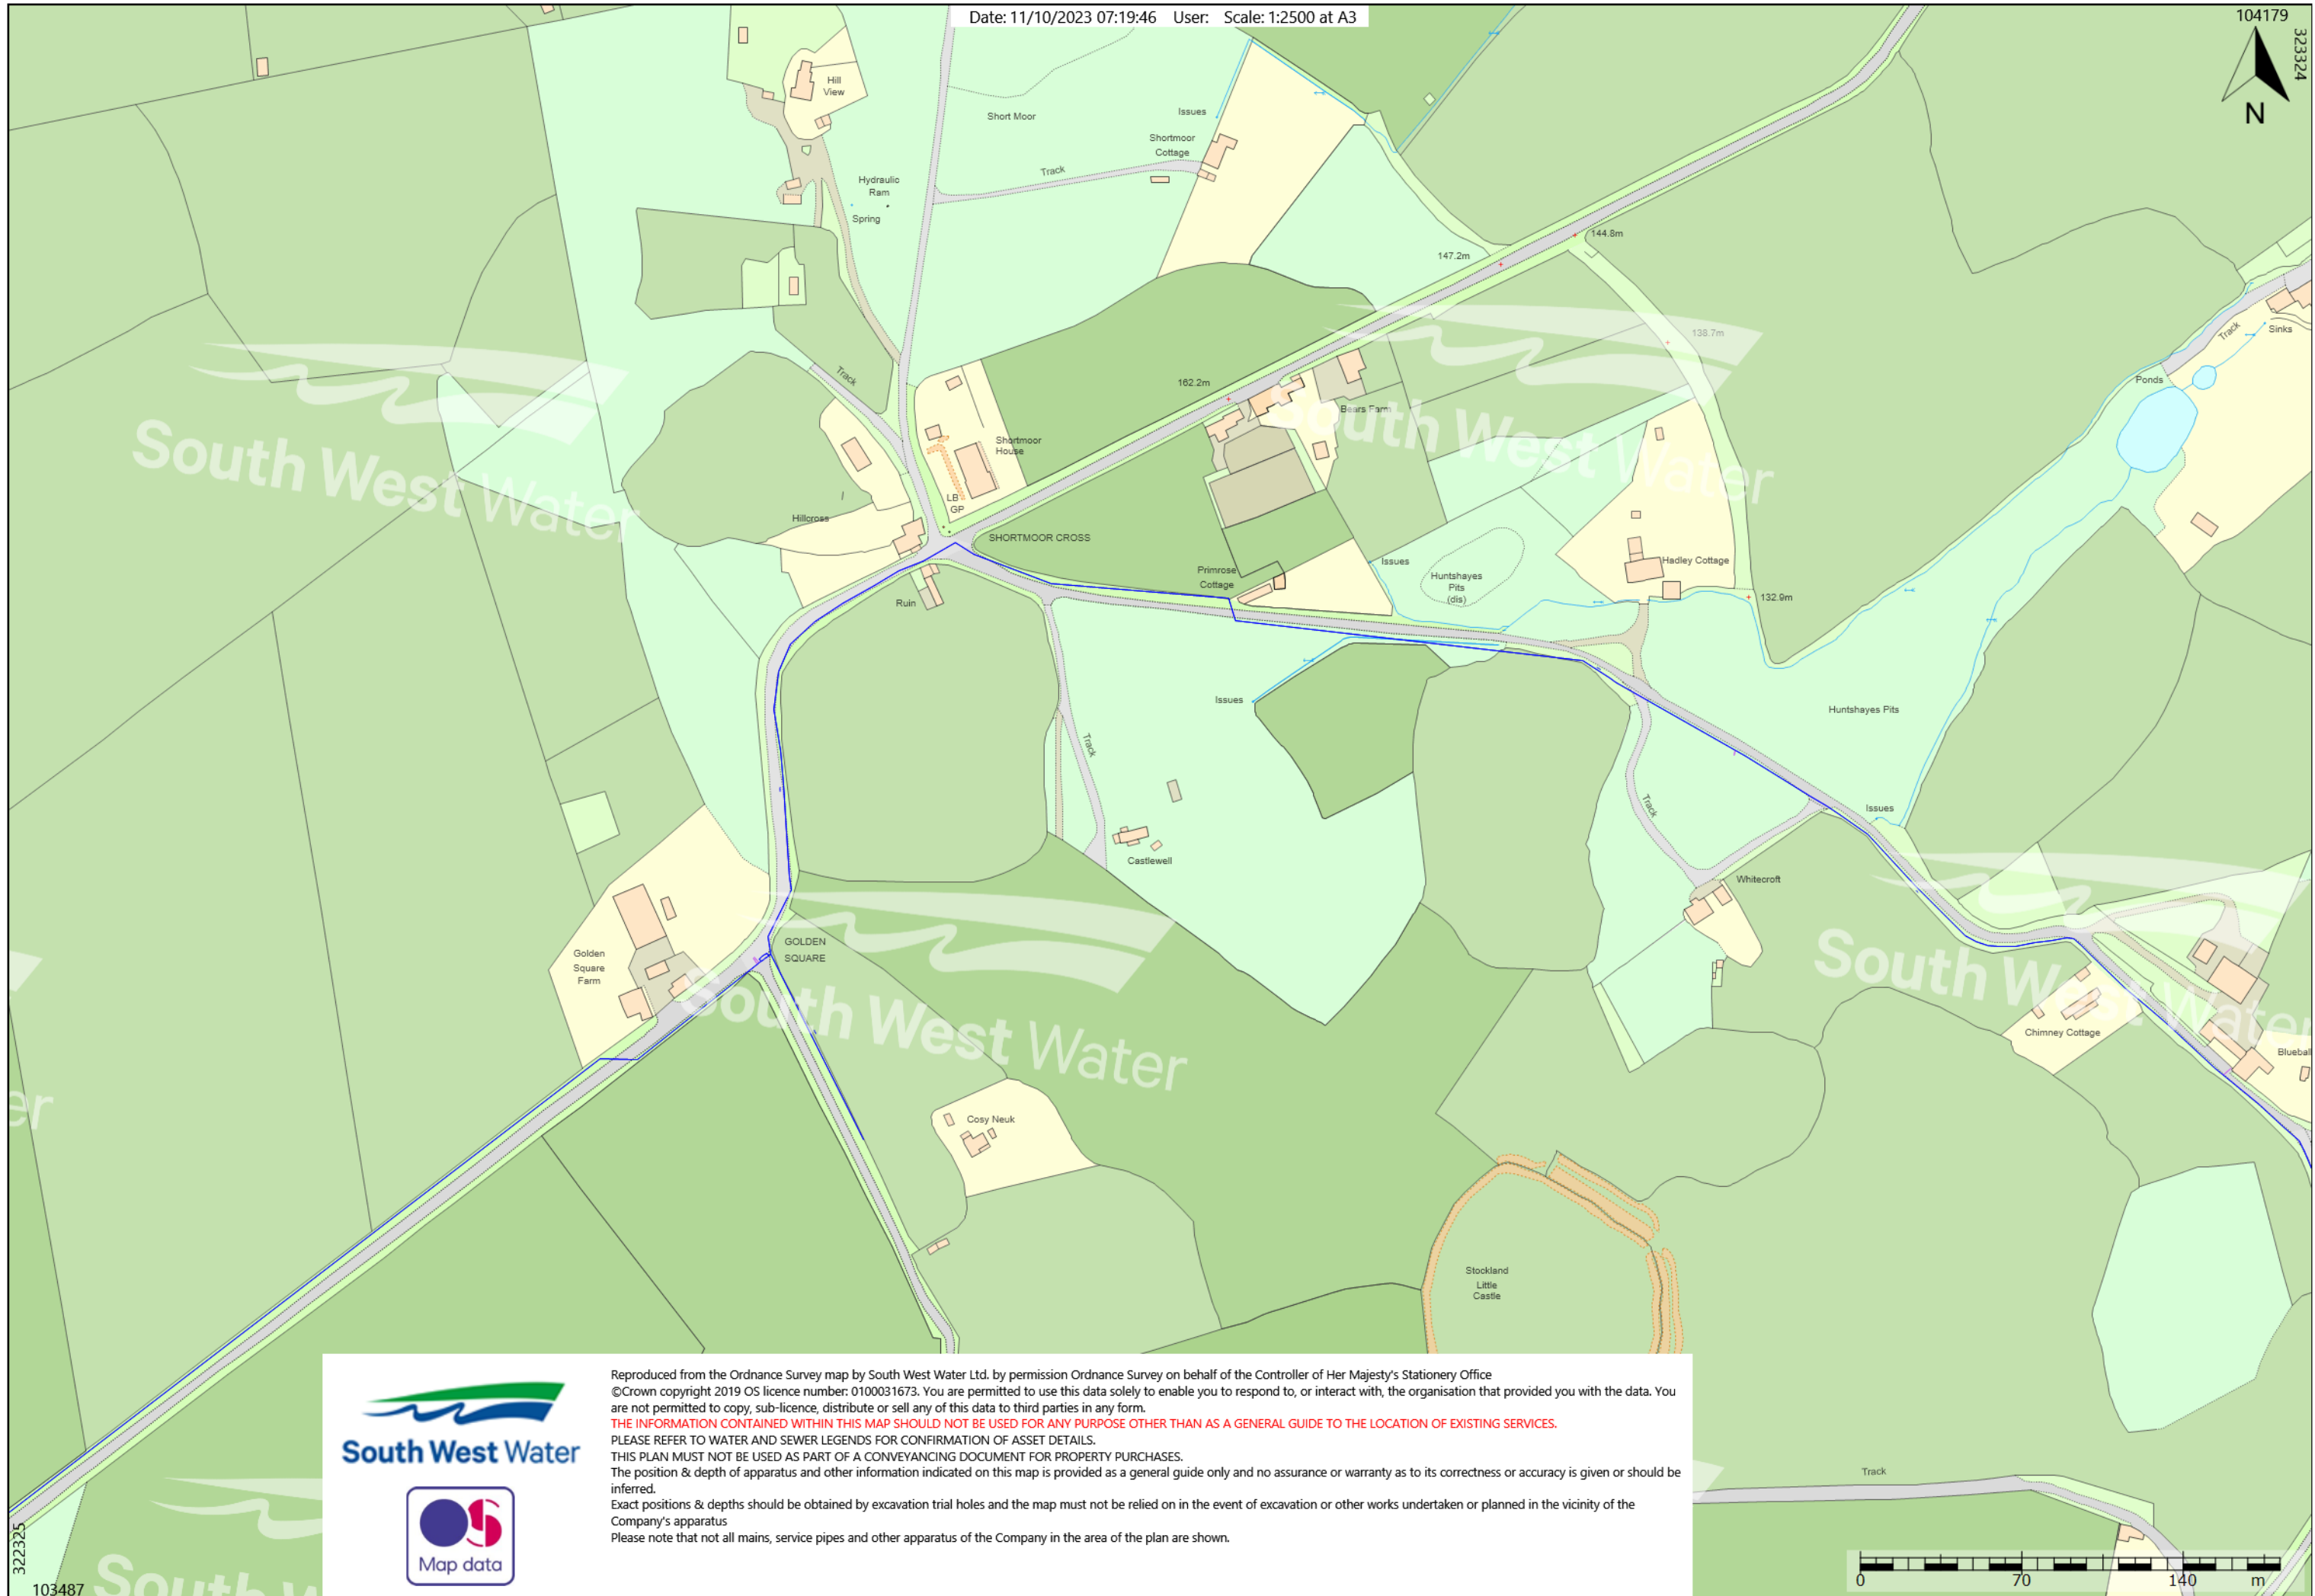 Date: 11/10/2023 07:19:46 User: Scale: 1:2500 at A3
104179
323324
N
Hill
View
Short Moor
Issues
Shortmoor
Cottage
Track
Hydraulic
Ram
Spring
144.8m
147.2m
138.7m
Track
Sinks
Ponds
162.2m
Track
Bears Farm
South West Water
South West Water
Shortmoor
House
LB
GP
Hillcross
SHORTMOOR CROSS
Primrose
Cottage
Issues
Huntshayes
Pits
(dis)
Hadley Cottage
132.9m
Ruin
Issues
Huntshayes Pits
Track
Track
Issues
Castlewell
Whitecroft
GOLDEN
SQUARE
Golden
Square
Farm
South West Water
South West Water
Chimney Cottage
Bluebal
er
Cosy Neuk
Stockland
Little
Castle
Track
South West Water
Map data
Reproduced from the Ordnance Survey map by South West Water Ltd. by permission Ordnance Survey on behalf of the Controller of Her Majesty's Stationery Office
©Crown copyright 2019 OS licence number: 0100031673. You are permitted to use this data solely to enable you to respond to, or interact with, the organisation that provided you with the data. You
are not permitted to copy, sub-licence, distribute or sell any of this data to third parties in any form.
THE INFORMATION CONTAINED WITHIN THIS MAP SHOULD NOT BE USED FOR ANY PURPOSE OTHER THAN AS A GENERAL GUIDE TO THE LOCATION OF EXISTING SERVICES.
PLEASE REFER TO WATER AND SEWER LEGENDS FOR CONFIRMATION OF ASSET DETAILS.
THIS PLAN MUST NOT BE USED AS PART OF A CONVEYANCING DOCUMENT FOR PROPERTY PURCHASES.
The position & depth of apparatus and other information indicated on this map is provided as a general guide only and no assurance or warranty as to its correctness or accuracy is given or should be
inferred.
Exact positions & depths should be obtained by excavation trial holes and the map must not be relied on in the event of excavation or other works undertaken or planned in the vicinity of the
Company's apparatus
Please note that not all mains, service pipes and other apparatus of the Company in the area of the plan are shown.
322325
103487
South W
0 70 140 m